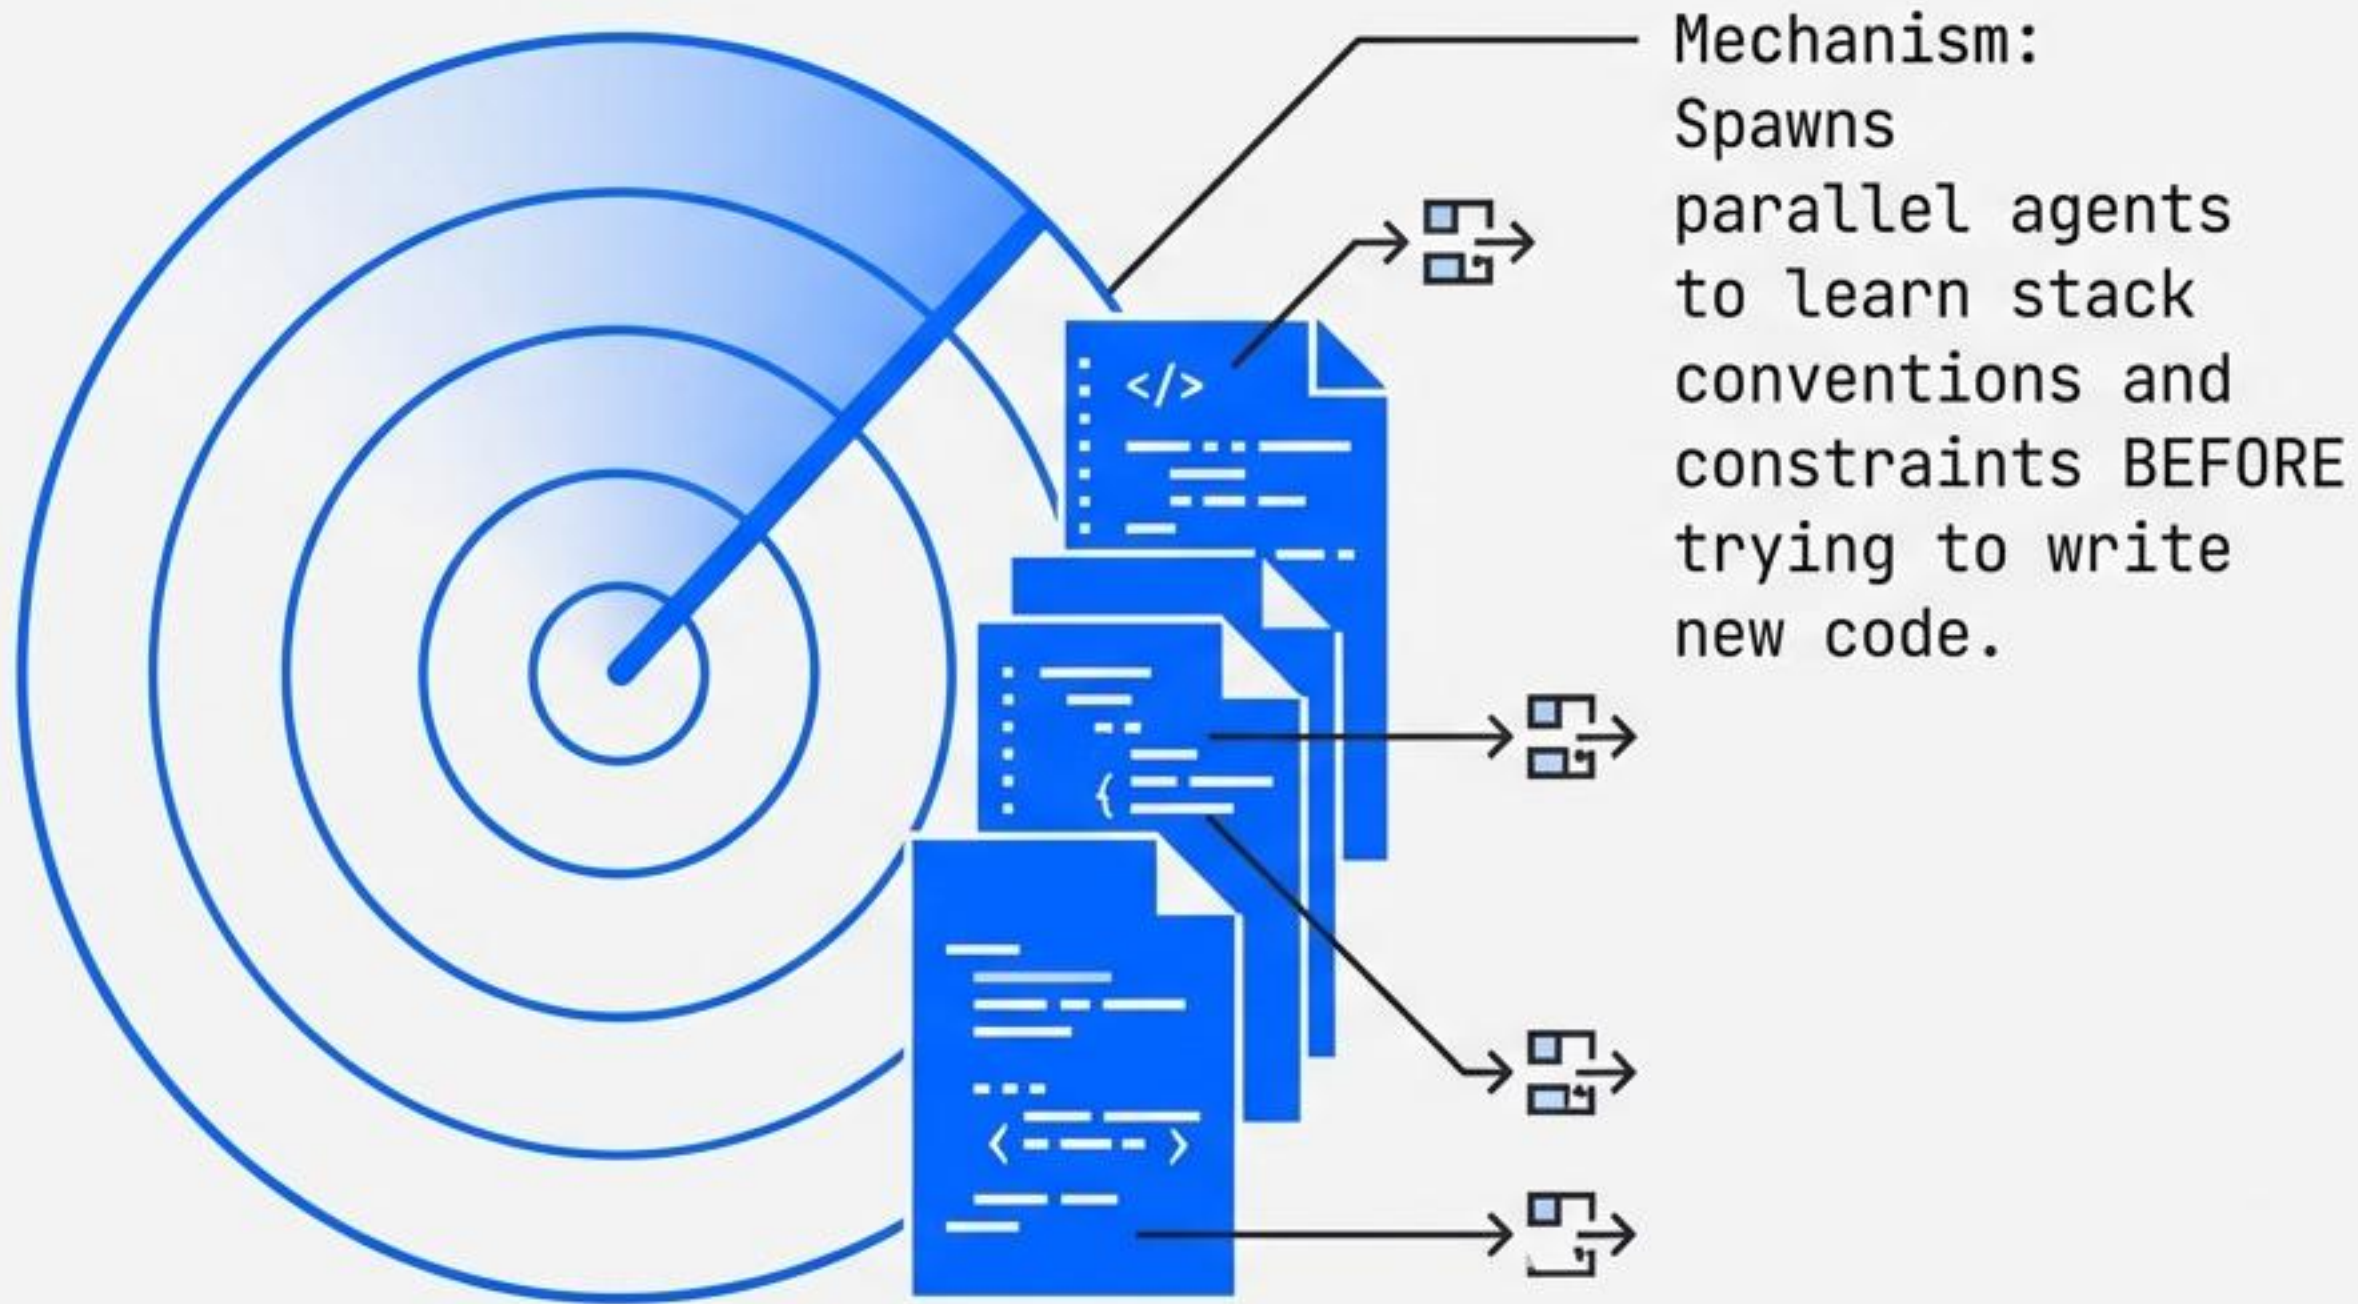 Mechanism:
Spawns
parallel agents
to learn stack
conventions and
constraints BEFORE
trying to write
new code.
</>
{
< >